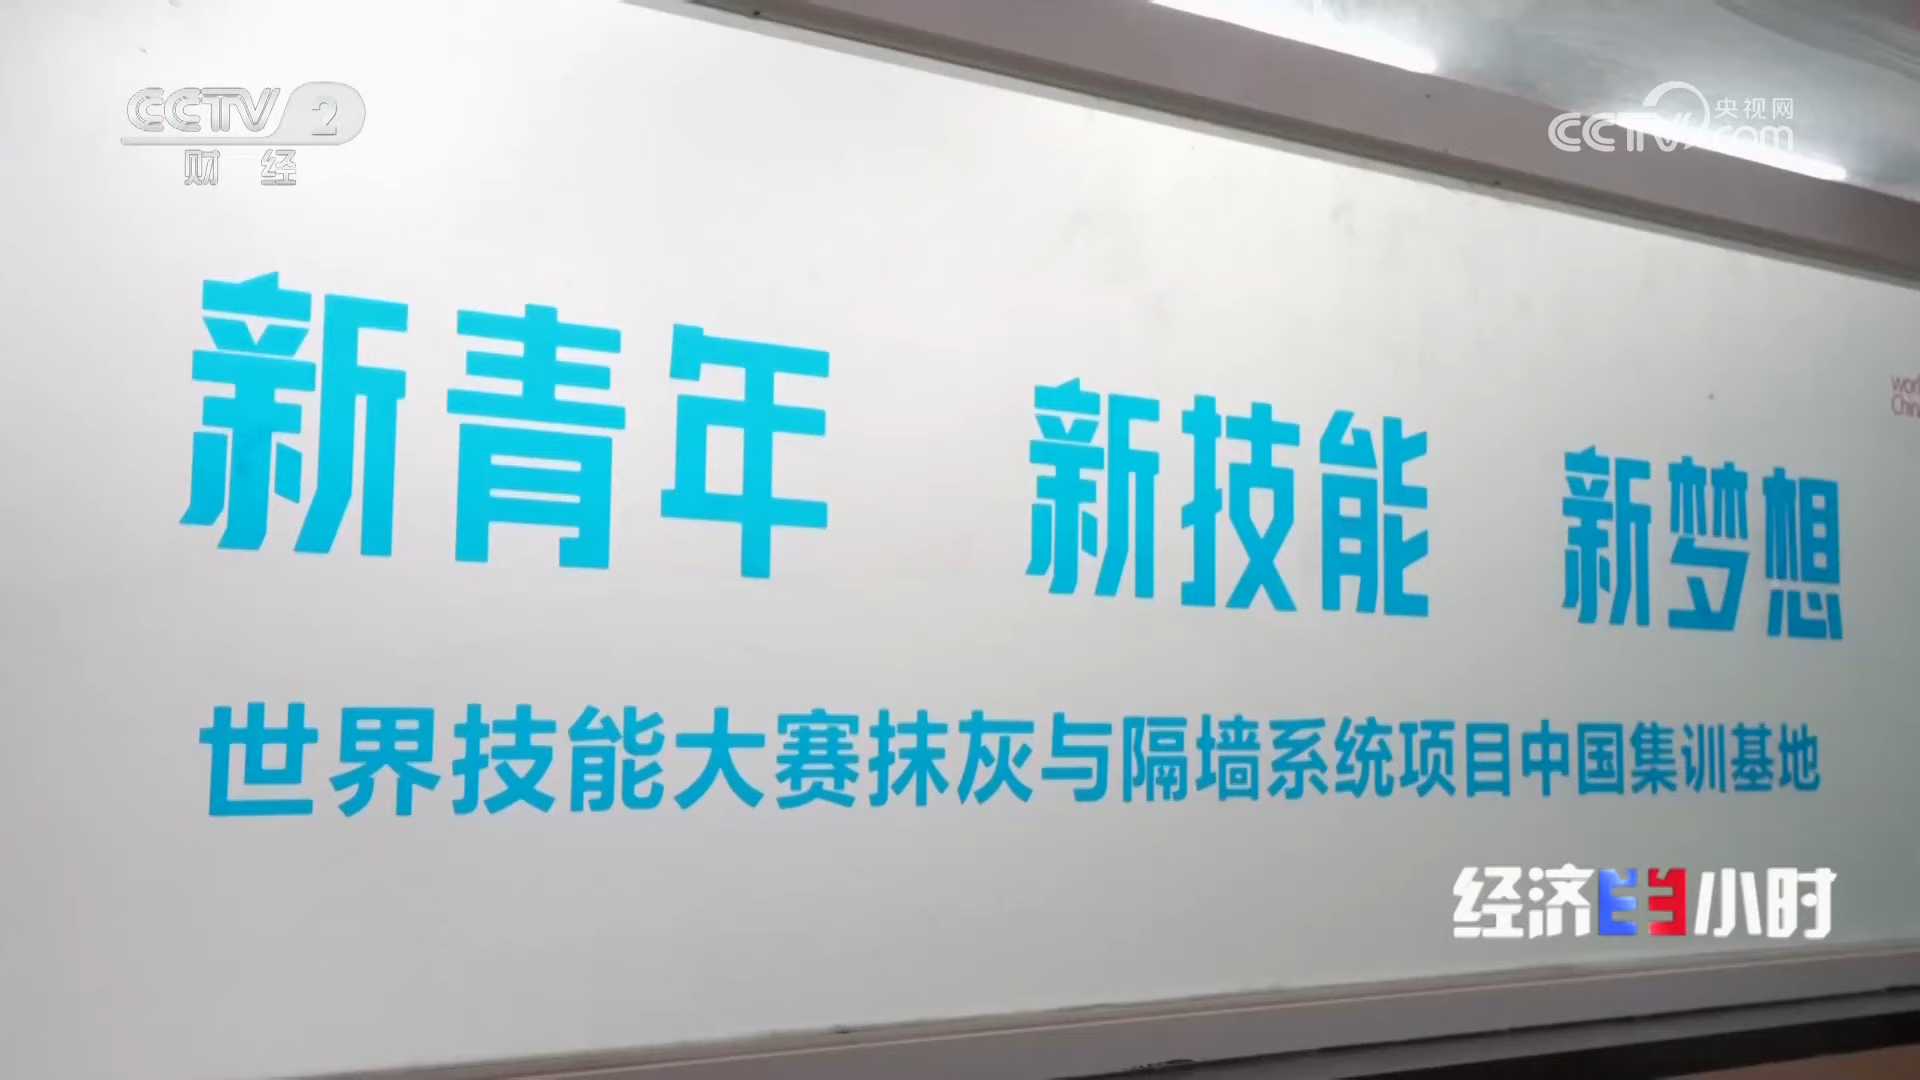 CCTV 2
财 经
央视网
CCTV.com
新青年 新技能 新梦想
世界技能大赛抹灰与隔墙系统项目中国集训基地
经济半小时